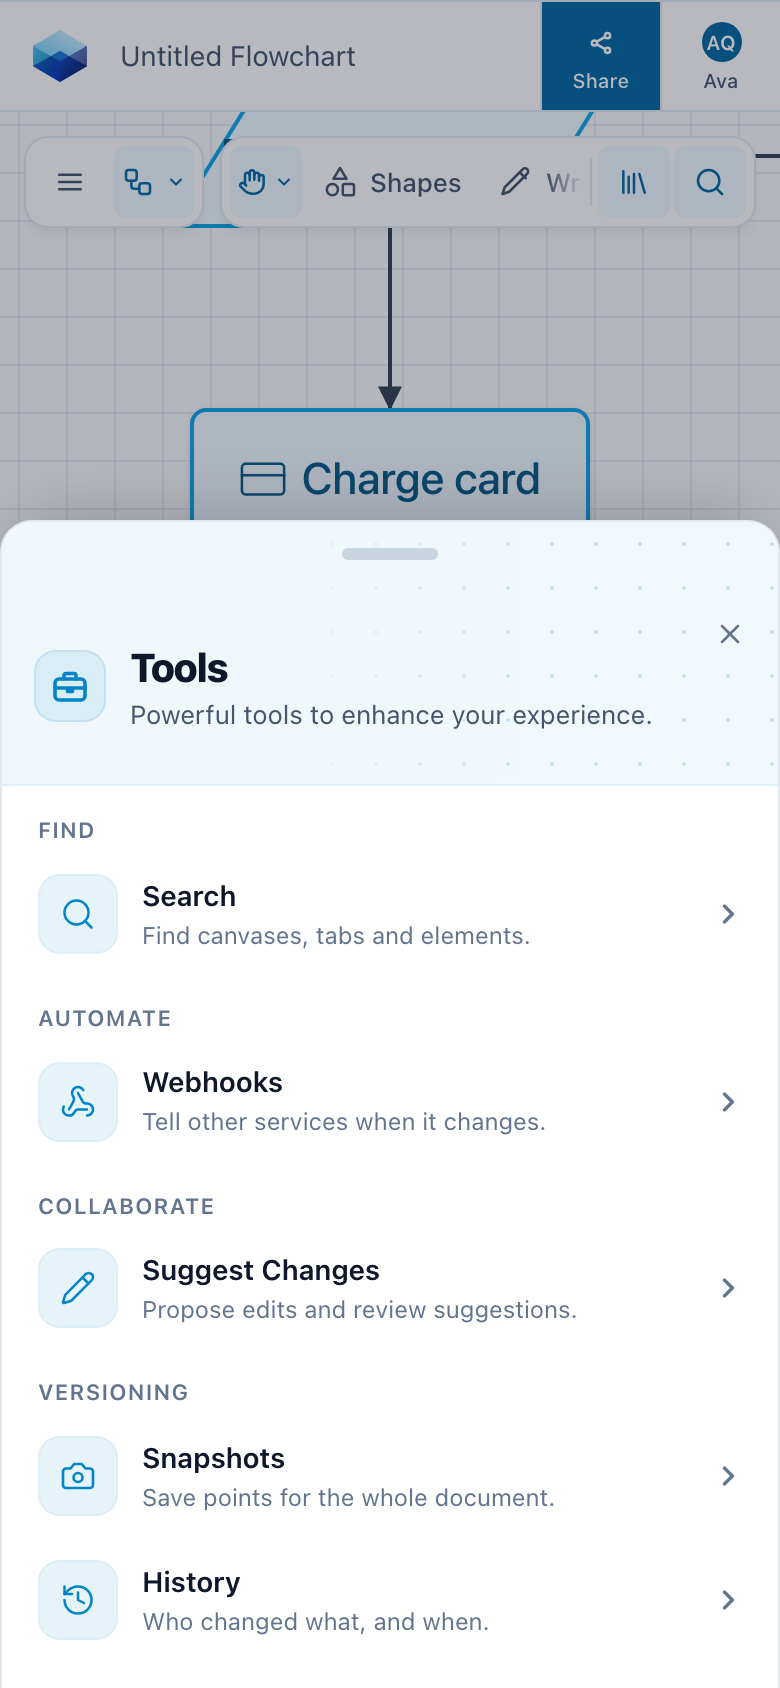 Untitled Flowchart
Share
AQ
Ava
Shapes
Wr
Charge card
Tools
Powerful tools to enhance your experience.
FIND
Search
Find canvases, tabs and elements.
AUTOMATE
Webhooks
Tell other services when it changes.
COLLABORATE
Suggest Changes
Propose edits and review suggestions.
VERSIONING
Snapshots
Save points for the whole document.
History
Who changed what, and when.